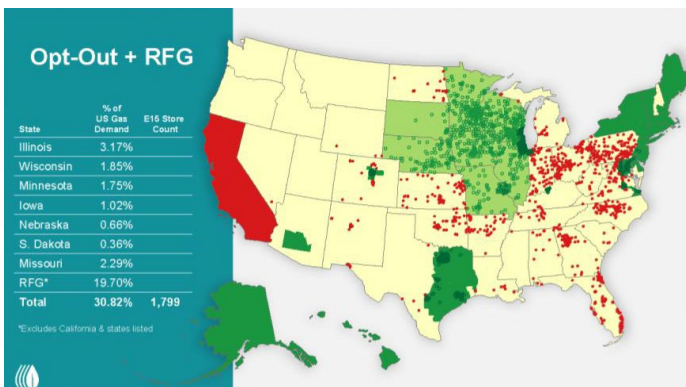 Opt-Out + RFG
% of
US Gas E15 Store
State Demand Count
Illinois 3.17%
Wisconsin 1.85%
Minnesota 1.75%
Iowa 1.02%
Nebraska 0.66%
S. Dakota 0.36%
Missouri 2.29%
RFG* 19.70%
Total 30.82% 1,799
*Excludes California & states listed